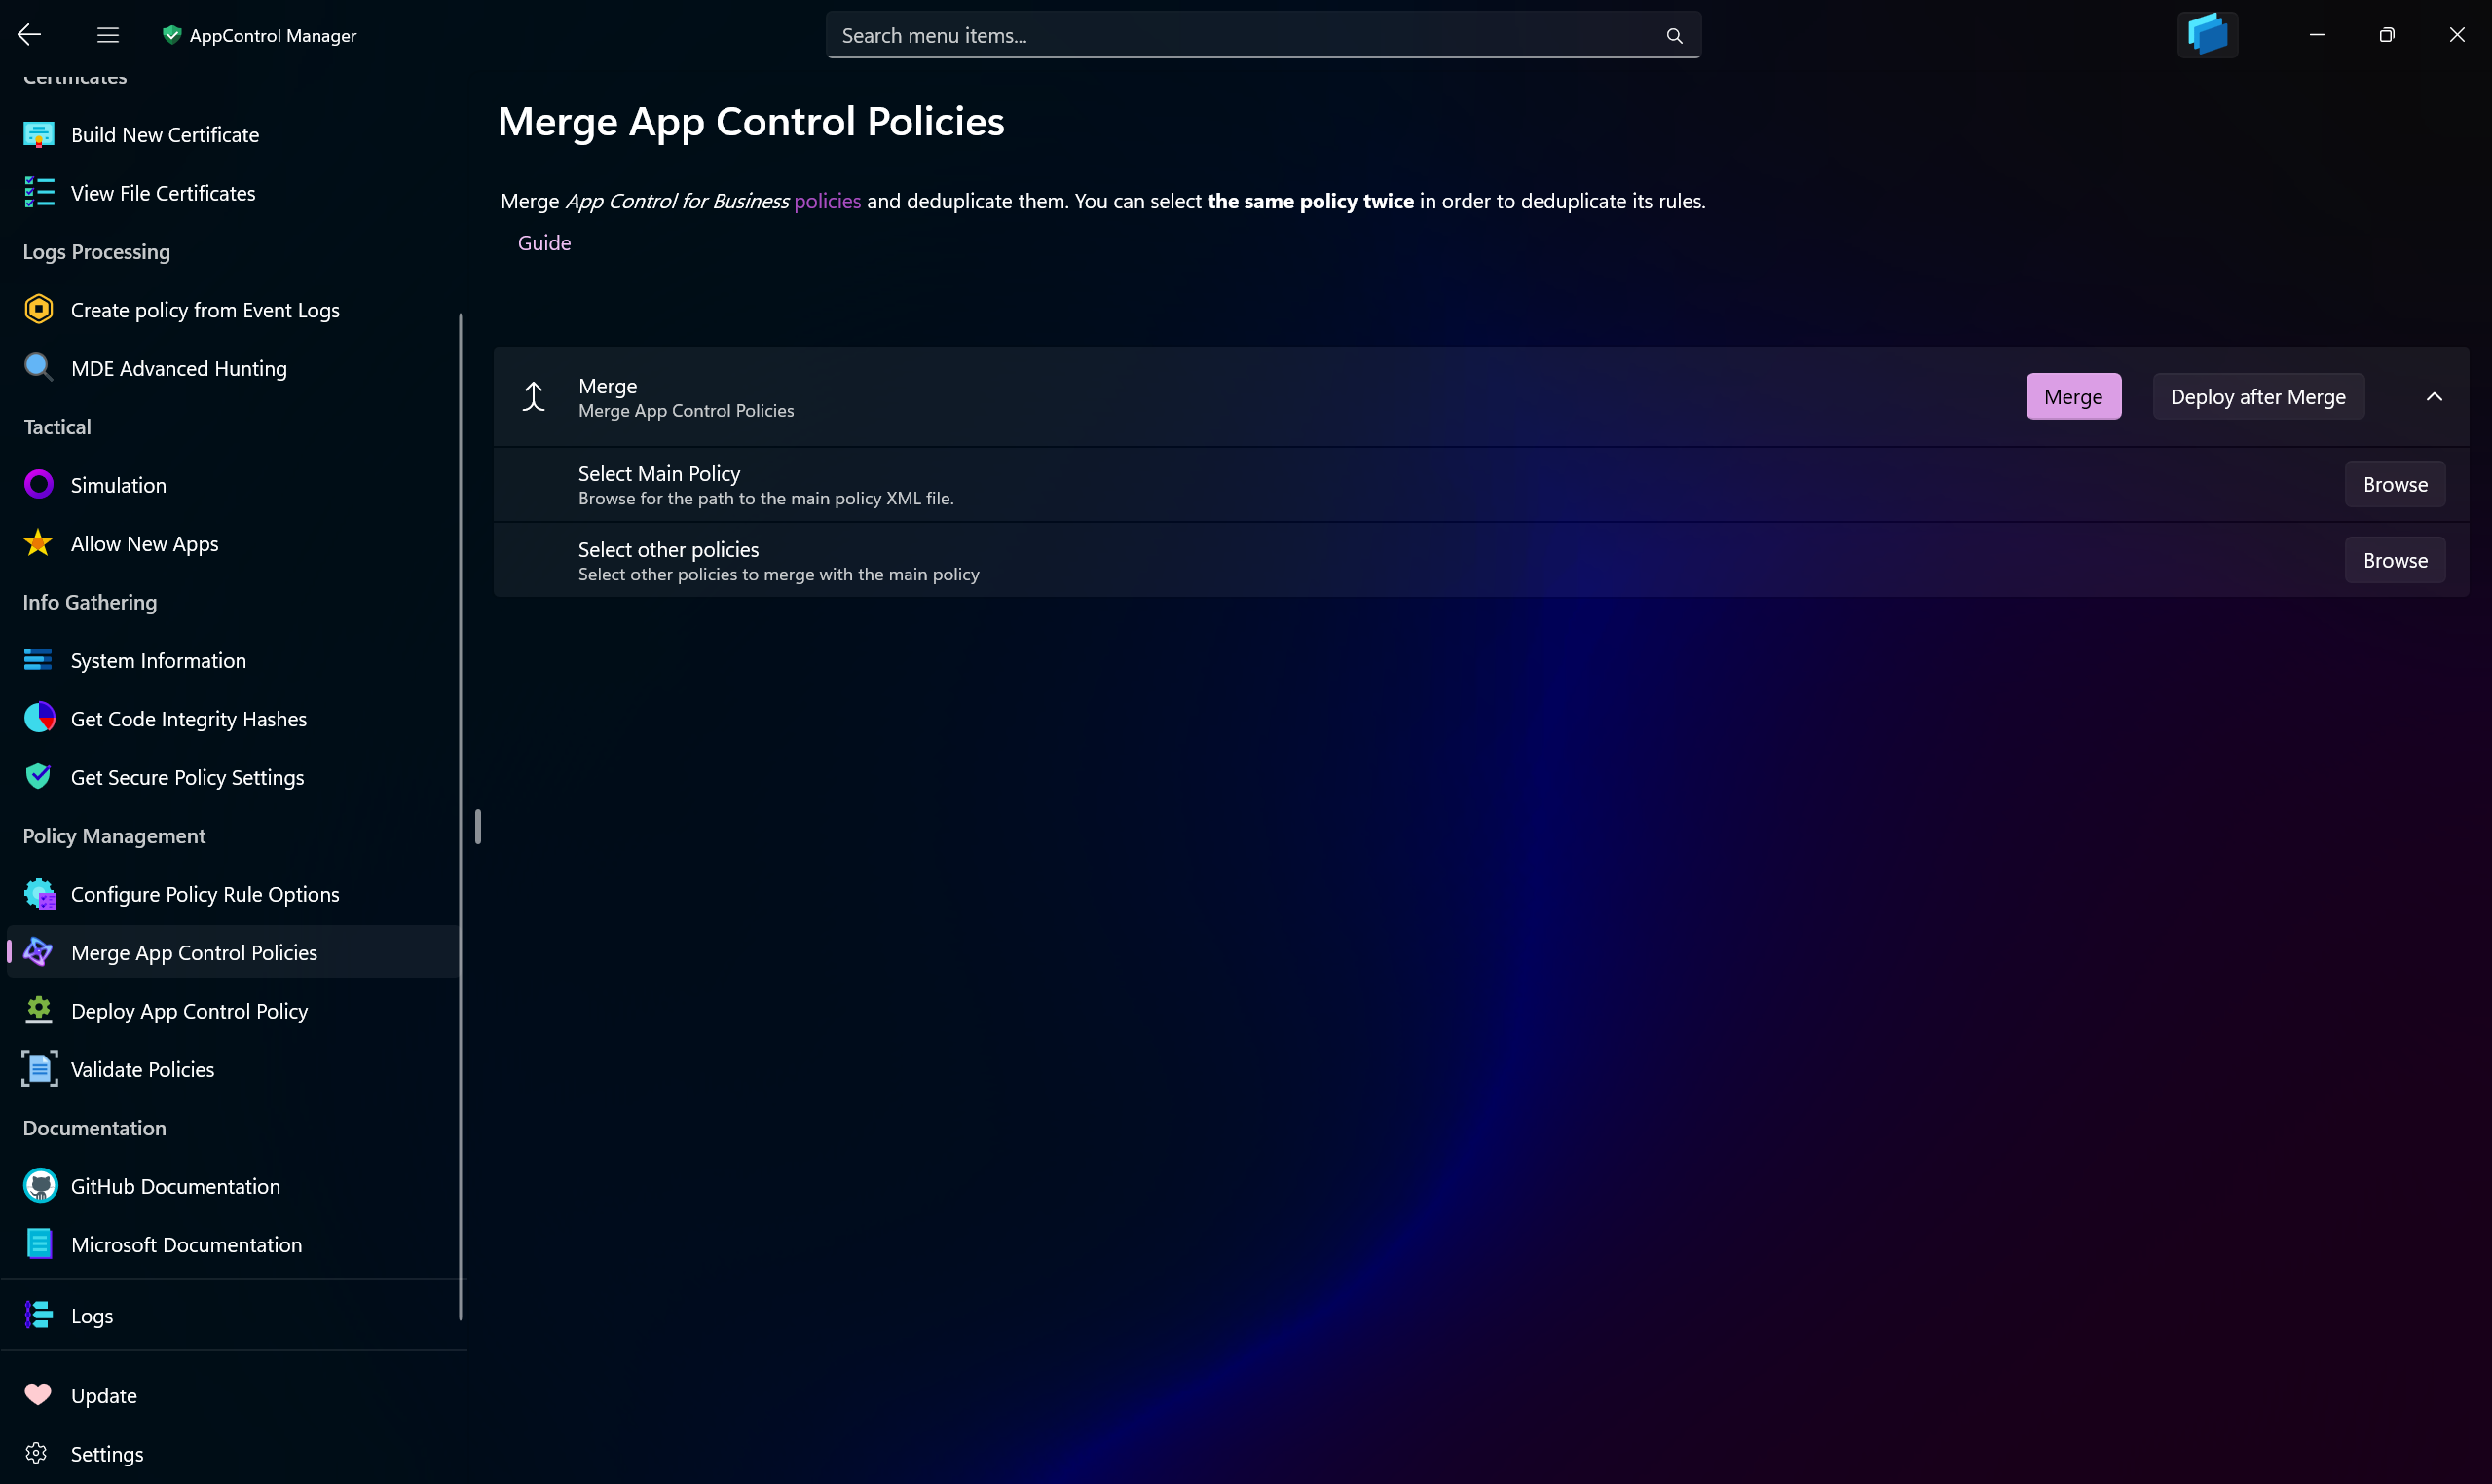 AppControl Manager
Search menu items...
Certificates
Build New Certificate
View File Certificates
Logs Processing
Create policy from Event Logs
MDE Advanced Hunting
Tactical
Simulation
Allow New Apps
Info Gathering
System Information
Get Code Integrity Hashes
Get Secure Policy Settings
Policy Management
Configure Policy Rule Options
Merge App Control Policies
Deploy App Control Policy
Validate Policies
Documentation
GitHub Documentation
Microsoft Documentation
Logs
Update
Settings
Merge App Control Policies
Merge App Control for Business policies and deduplicate them. You can select the same policy twice in order to deduplicate its rules.
Guide
Merge
Merge App Control Policies
Merge
Deploy after Merge
Select Main Policy
Browse for the path to the main policy XML file.
Browse
Select other policies
Select other policies to merge with the main policy
Browse